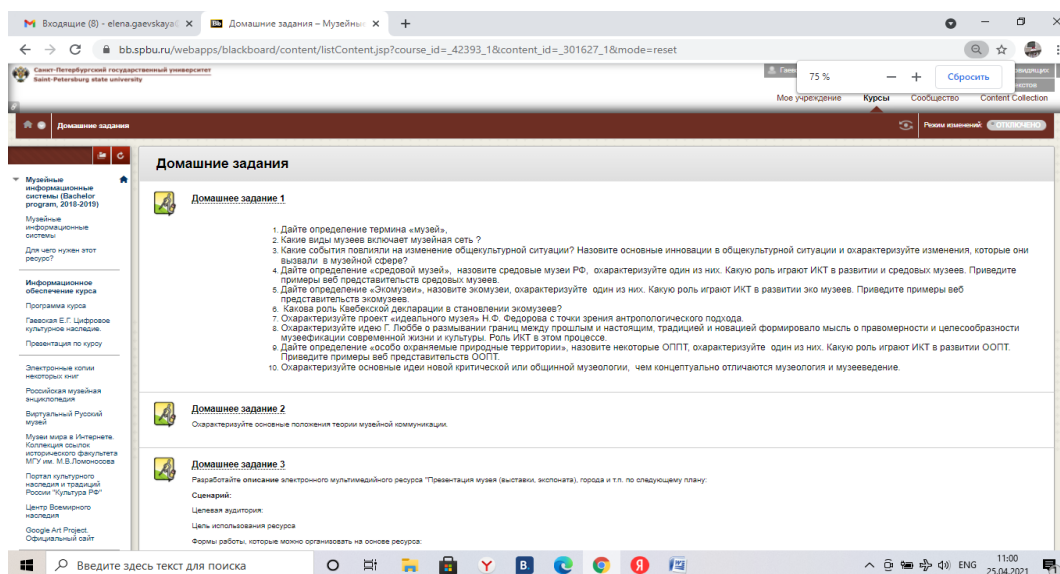 Входящие (8) - elena.gaevskaya
Домашние задания – Музейные
bb.spbu.ru/webapps/blackboard/content/listContent.jsp?course_id=_42393_1&content_id=_301627_1&mode=reset
Санкт-Петербургский государственный университет
Saint-Petersburg state university
75 %
Сбросить
Мое учреждение Курсы Сообщество Content Collection
Домашние задания
Режим изменений: ОТКЛЮЧЕНО
Музейные
информационные
системы (Bachelor
program, 2018-2019)
Музейные
информационные
системы
Для чего нужен этот
ресурс?
Информационное
обеспечение курса
Программа курса
Гаевская Е.Г. Цифровое
культурное наследие.
Презентация по курсу
Электронные копии
некоторых книг
Российская музейная
энциклопедия
Виртуальный Русский
музей
Музеи мира в Интернете.
Коллекция ссылок
исторического факультета
МГУ им. М.В.Ломоносова
Портал культурного
наследия и традиций
России "Культура РФ"
Центр Всемирного
наследия
Google Art Project.
Официальный сайт
Домашние задания
Домашнее задание 1
1. Дайте определение термина «музей»,
2. Какие виды музеев включает музейная сеть ?
3. Какие события повлияли на изменение общекультурной ситуации? Назовите основные инновации в общекультурной ситуации и охарактеризуйте изменения, которые они
вызвали в музейной сфере?
4. Дайте определение «средовой музей», назовите средовые музеи РФ, охарактеризуйте один из них. Какую роль играют ИКТ в развитии и средовых музеев. Приведите
примеры веб представительств средовых музеев.
5. Дайте определение «Экомузеи», назовите экомузеи, охарактеризуйте один из них. Какую роль играют ИКТ в развитии эко музеев. Приведите примеры веб
представительств экомузеев.
6. Какова роль Квебекской декларации в становлении экомузеев?
7. Охарактеризуйте проект «идеального музея» Н.Ф. Федорова с точки зрения антропологического подхода.
8. Охарактеризуйте идею Г. Люббе о размывании границ между прошлым и настоящим, традицией и новацией формировало мысль о правомерности и целесообразности
музеефикации современной жизни и культуры. Роль ИКТ в этом процессе.
9. Дайте определение «особо охраняемые природные территории», назовите некоторые ОППТ, охарактеризуйте один из них. Какую роль играют ИКТ в развитии ООПТ.
Приведите примеры веб представительств ООПТ.
10. Охарактеризуйте основные идеи новой критической или общинной музеологии, чем концептуально отличаются музеология и музееведение.
Домашнее задание 2
Охарактеризуйте основные положения теории музейной коммуникации.
Домашнее задание 3
Разработайте описание электронного мультимедийного ресурса "Презентация музея (выставки, экспоната), города и т.п. по следующему плану:
Сценарий:
Целевая аудитория:
Цель использования ресурса
Формы работы, которые можно организовать на основе ресурса:
Введите здесь текст для поиска
ENG
11:00
25.04.2021